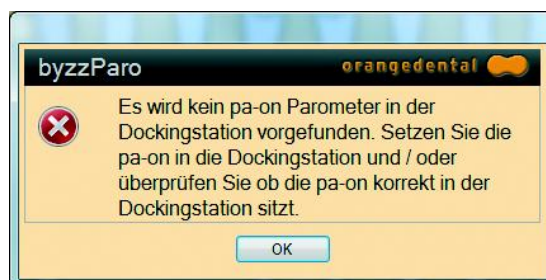 byzzParo
orangedental
Es wird kein pa-on Parometer in der
Dockingstation vorgefunden. Setzen Sie die
pa-on in die Dockingstation und / oder
überprüfen Sie ob die pa-on korrekt in der
Dockingstation sitzt.
OK